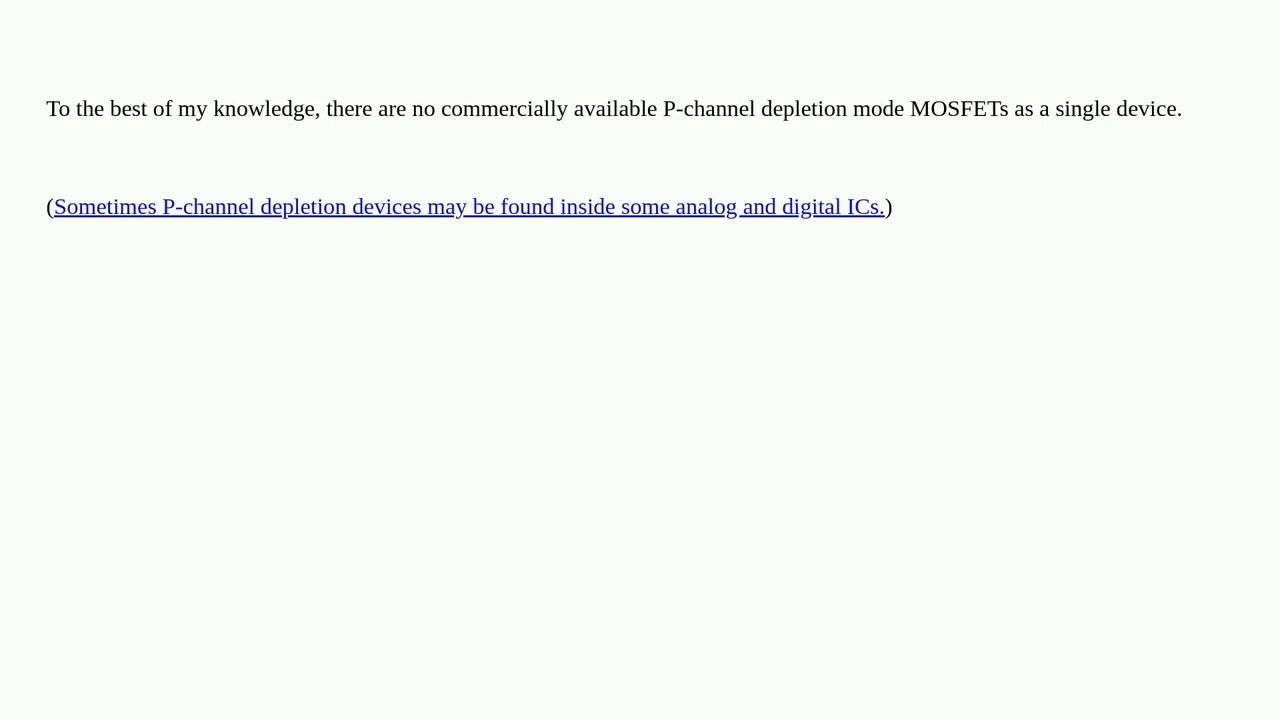 To the best of my knowledge, there are no commercially available P-channel depletion mode MOSFETs as a single device.
(Sometimes P-channel depletion devices may be found inside some analog and digital ICs.)